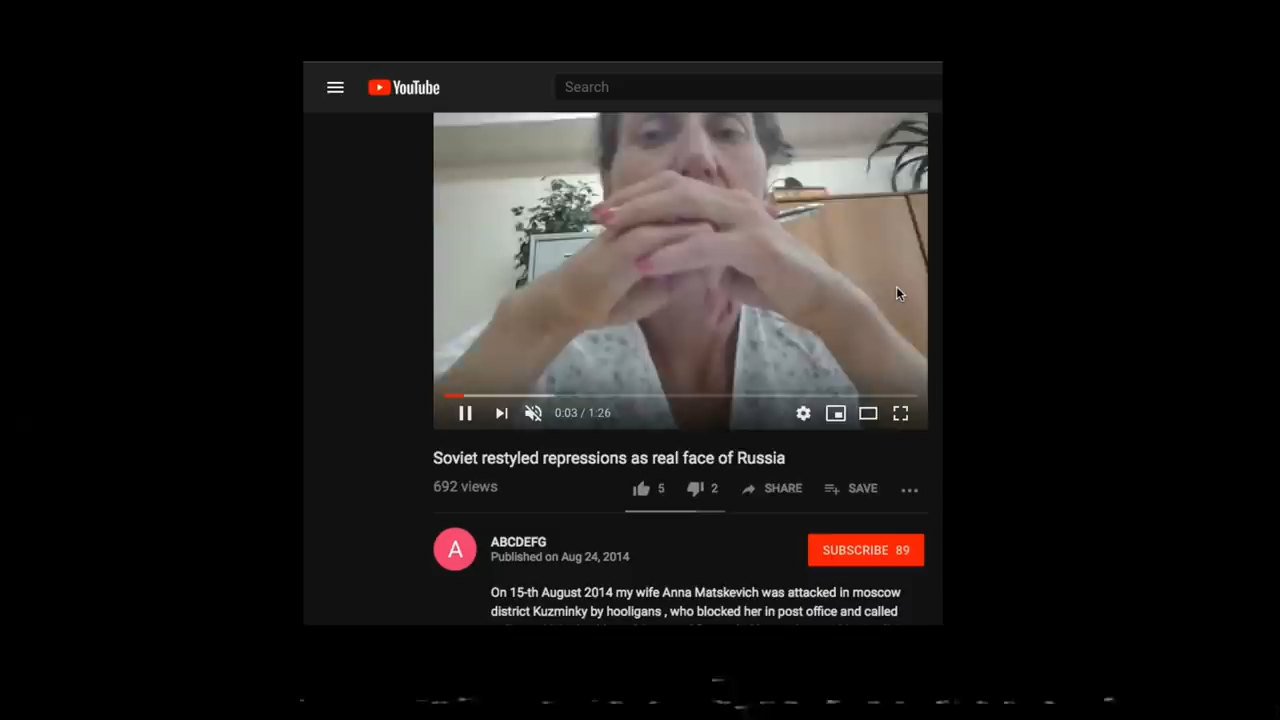 YouTube
Search
0:03 / 1:26
Soviet restyled repressions as real face of Russia
692 views
5
2
SHARE
SAVE
A
ABCDEFG
Published on Aug 24, 2014
SUBSCRIBE 89
On 15-th August 2014 my wife Anna Matskevich was attacked in moscow
district Kuzminky by hooligans , who blocked her in post office and called